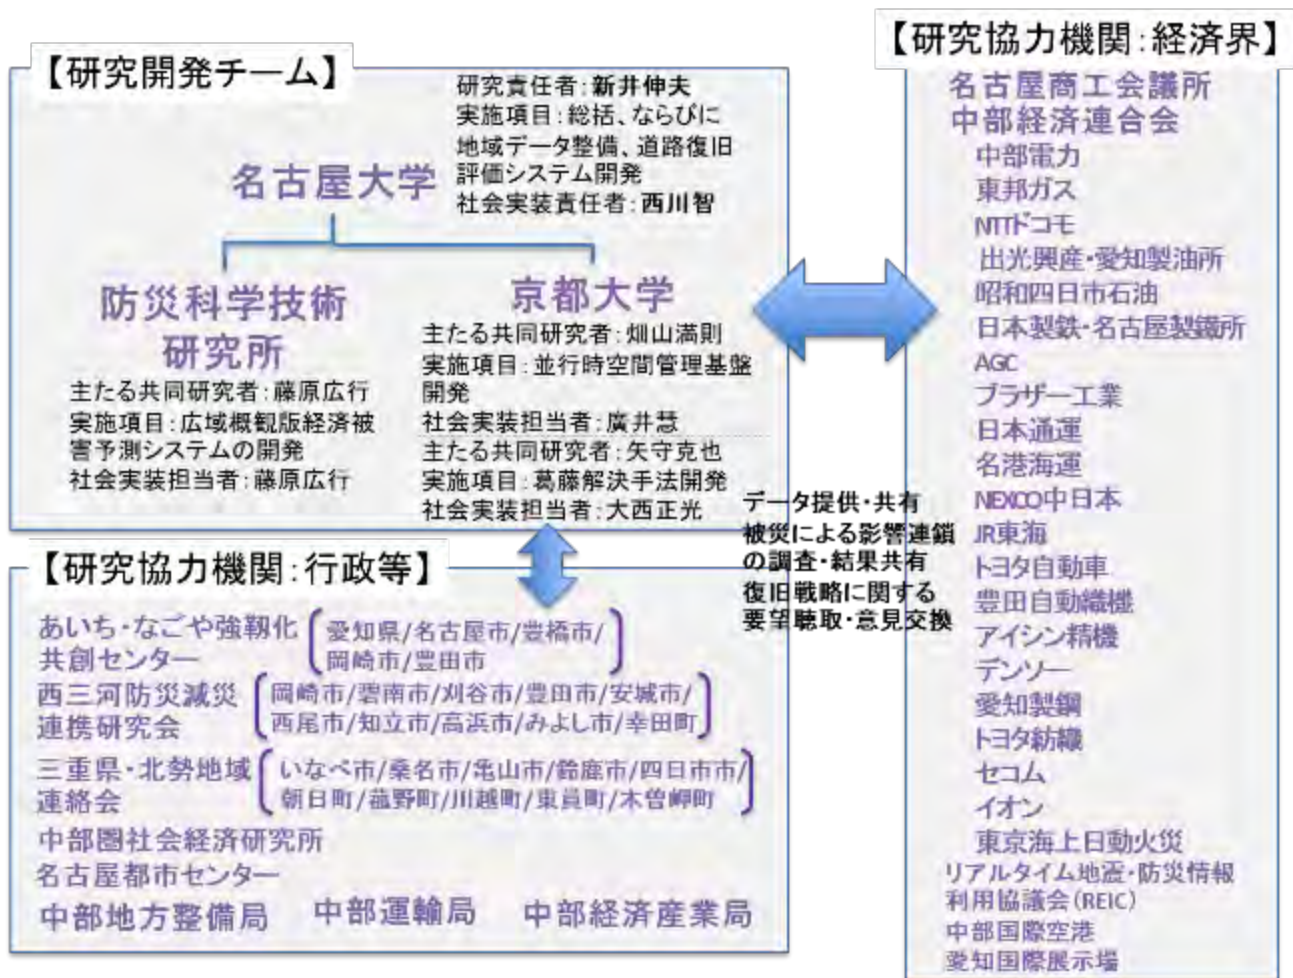 【研究開発チーム】
研究責任者：新井伸夫
実施項目：総括、ならびに
地域データ整備、道路復旧
評価システム開発
社会実装責任者：西川智
名古屋大学
防災科学技術
研究所
主たる共同研究者：藤原広行
実施項目：広域概観版経済被
害予測システムの開発
社会実装担当者：藤原広行
京都大学
主たる共同研究者：畑山満則
実施項目：並行時空間管理基盤
開発
社会実装担当者：廣井慧
主たる共同研究者：矢守克也
実施項目：葛藤解決手法開発
社会実装担当者：大西正光
データ提供・共有
被災による影響連鎖
の調査・結果共有
復旧戦略に関する
要望聴取・意見交換
【研究協力機関：行政等】
あいち・なごや強靱化
共創センター
愛知県/名古屋市/豊橋市/
岡崎市/豊田市
西三河防災減災
連携研究会
岡崎市/碧南市/刈谷市/豊田市/安城市/
西尾市/知立市/高浜市/みよし市/幸田町
三重県・北勢地域
連絡会
いなべ市/桑名市/亀山市/鈴鹿市/四日市市/
朝日町/菰野町/川越町/東員町/木曽岬町
中部圏社会経済研究所
名古屋都市センター
中部地方整備局 中部運輸局 中部経済産業局
【研究協力機関：経済界】
名古屋商工会議所
中部経済連合会
中部電力
東邦ガス
NTTドコモ
出光興産・愛知製油所
昭和四日市石油
日本製鉄・名古屋製鐵所
AGC
ブラザー工業
日本通運
名港海運
NEXCO中日本
JR東海
トヨタ自動車
豊田自動織機
アイシン精機
デンソー
愛知製鋼
トヨタ紡織
セコム
イオン
東京海上日動火災
リアルタイム地震・防災情報
利用協議会（REIC）
中部国際空港
愛知国際展示場